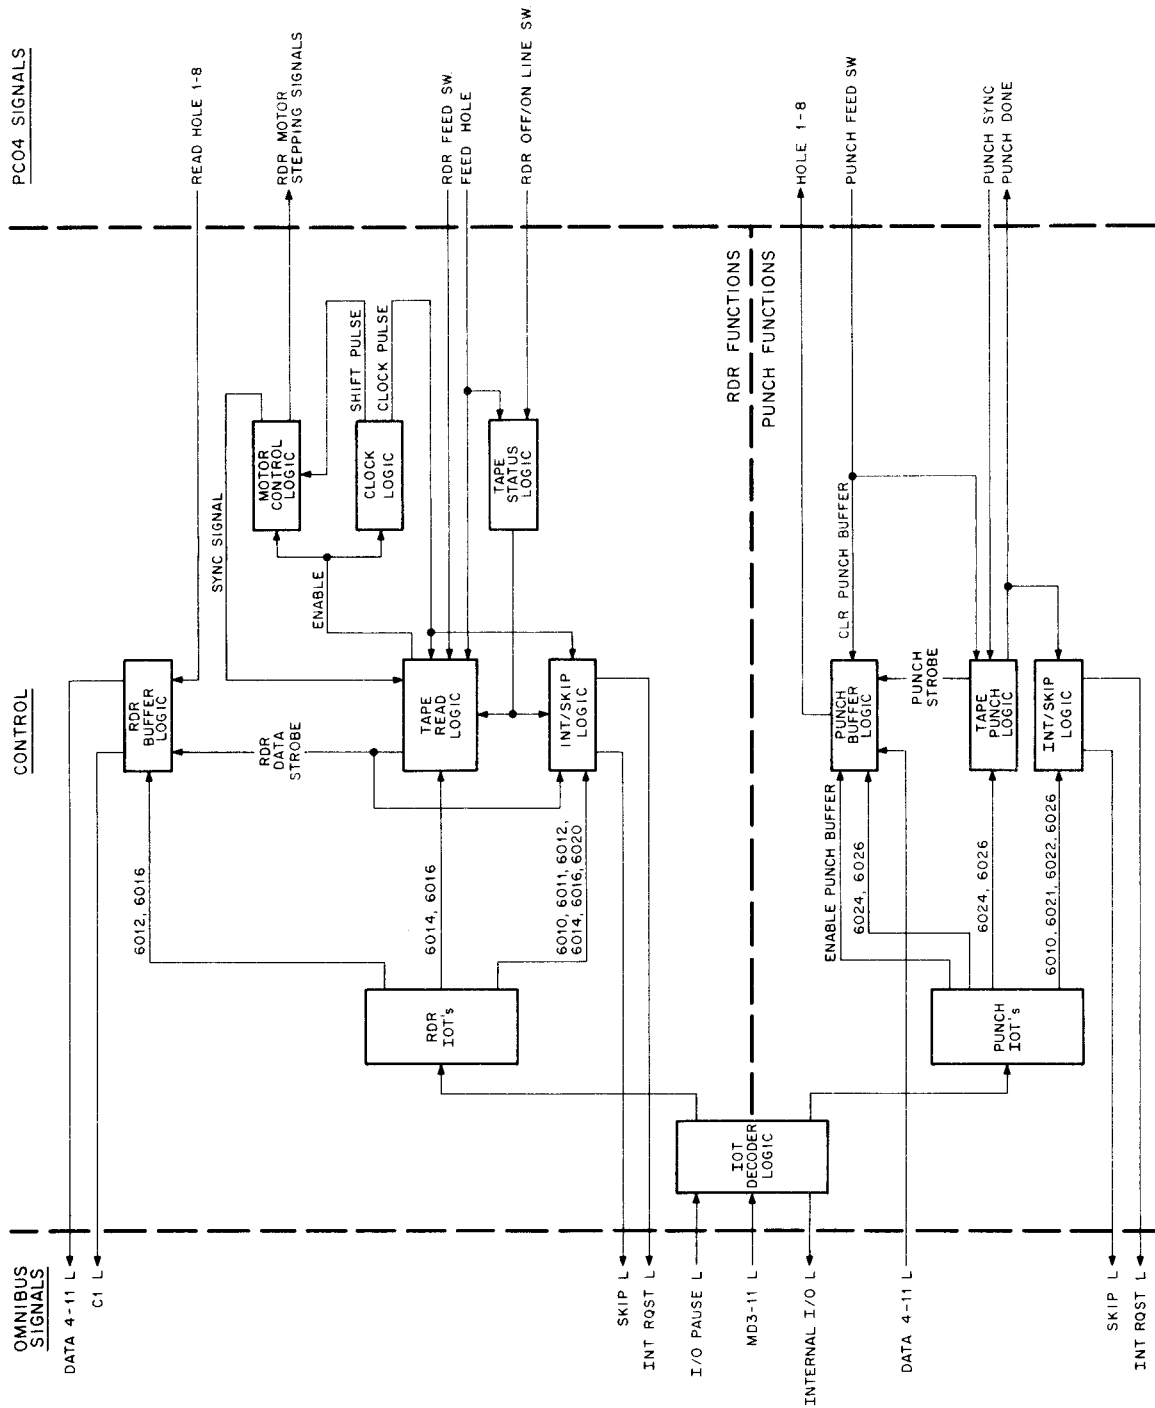 OMNIBUS
SIGNALS
CONTROL
PC04 SIGNALS
DATA 4-11 L
C1 L
6012, 6016
RDR
BUFFER
LOGIC
READ HOLE 1-8
SYNC SIGNAL
RDR
DATA
STROBE
MOTOR
CONTROL
LOGIC
RDR MOTOR
STEPPING SIGNALS
ENABLE
SHIFT PULSE
CLOCK
LOGIC
CLOCK PULSE
RDR
IOT's
6014, 6016
TAPE
READ
LOGIC
RDR FEED SW.
FEED HOLE
TAPE
STATUS
LOGIC
RDR OFF/ON LINE SW.
6010, 6011, 6012,
6014, 6016, 6020
INT/SKIP
LOGIC
SKIP L
INT RQST L
I/O PAUSE L
MD3-11 L
INTERNAL I/O L
IOT
DECODER
LOGIC
RDR FUNCTIONS
PUNCH FUNCTIONS
HOLE 1-8
ENABLE PUNCH BUFFER
6024, 6026
PUNCH
BUFFER
LOGIC
CLR PUNCH BUFFER
PUNCH FEED SW
DATA 4-11 L
PUNCH
STROBE
PUNCH
IOT's
6024, 6026
TAPE
PUNCH
LOGIC
PUNCH SYNC
PUNCH DONE
6010, 6021, 6022, 6026
INT/SKIP
LOGIC
SKIP L
INT RQST L